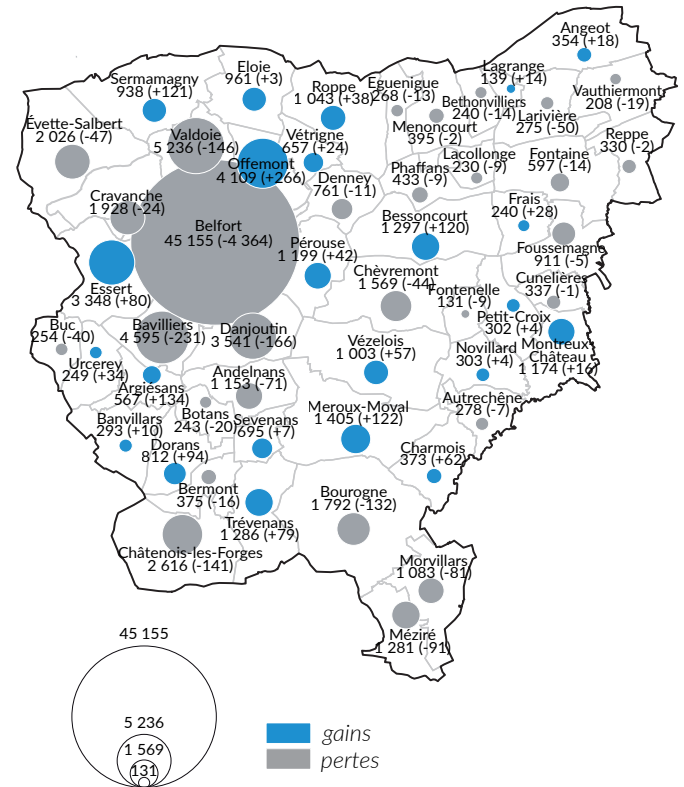 Angeot
354 (+18)
Eloie
961 (+3)
Lagrange
139 (+14)
Sermamagny
938 (+121)
Roppe
1 043 (+38)
Eguenigue
268 (-13)
Bethonvilliers
240 (-14)
Vauthiermont
208 (-19)
Larivière
275 (-50)
Menoncourt
395 (-2)
Évette-Salbert
2 026 (-47)
Valdoie
5 236 (-146)
Vétrigne
657 (+24)
Reppe
330 (-2)
Offemont
4 109 (+266)
Phaffans
433 (-9)
Lacollonge
230 (-9)
Fontaine
597 (-14)
Denney
761 (-11)
Cravanche
1 928 (-24)
Frais
240 (+28)
Belfort
45 155 (-4 364)
Bessoncourt
1 297 (+120)
Pérouse
1 199 (+42)
Foussemagne
911 (-5)
Chèvremont
1 569 (-44)
Cunelières
337 (-1)
Essert
3 348 (+80)
Fontenelle
131 (-9)
Petit-Croix
302 (+4)
Buc
254 (-40)
Bavilliers
4 595 (-231)
Danjoutin
3 541 (-166)
Vézelois
1 003 (+57)
Novillard
303 (+4)
Montreux-
Château
1 174 (+16)
Urcerey
249 (+34)
Andelnans
1 153 (-71)
Argiésans
567 (+134)
Autrechêne
278 (-7)
Botans
243 (-20)
Sevenans
695 (+7)
Meroux-Moval
1 405 (+122)
Banvillars
293 (+10)
Dorans
812 (+94)
Charmois
373 (+62)
Bermont
375 (-16)
Bourogne
1 792 (-132)
Trévenans
1 286 (+79)
Châtenois-les-Forges
2 616 (-141)
Morvillars
1 083 (-81)
Méziré
1 281 (-91)
45 155
5 236
1 569
131
gains
pertes